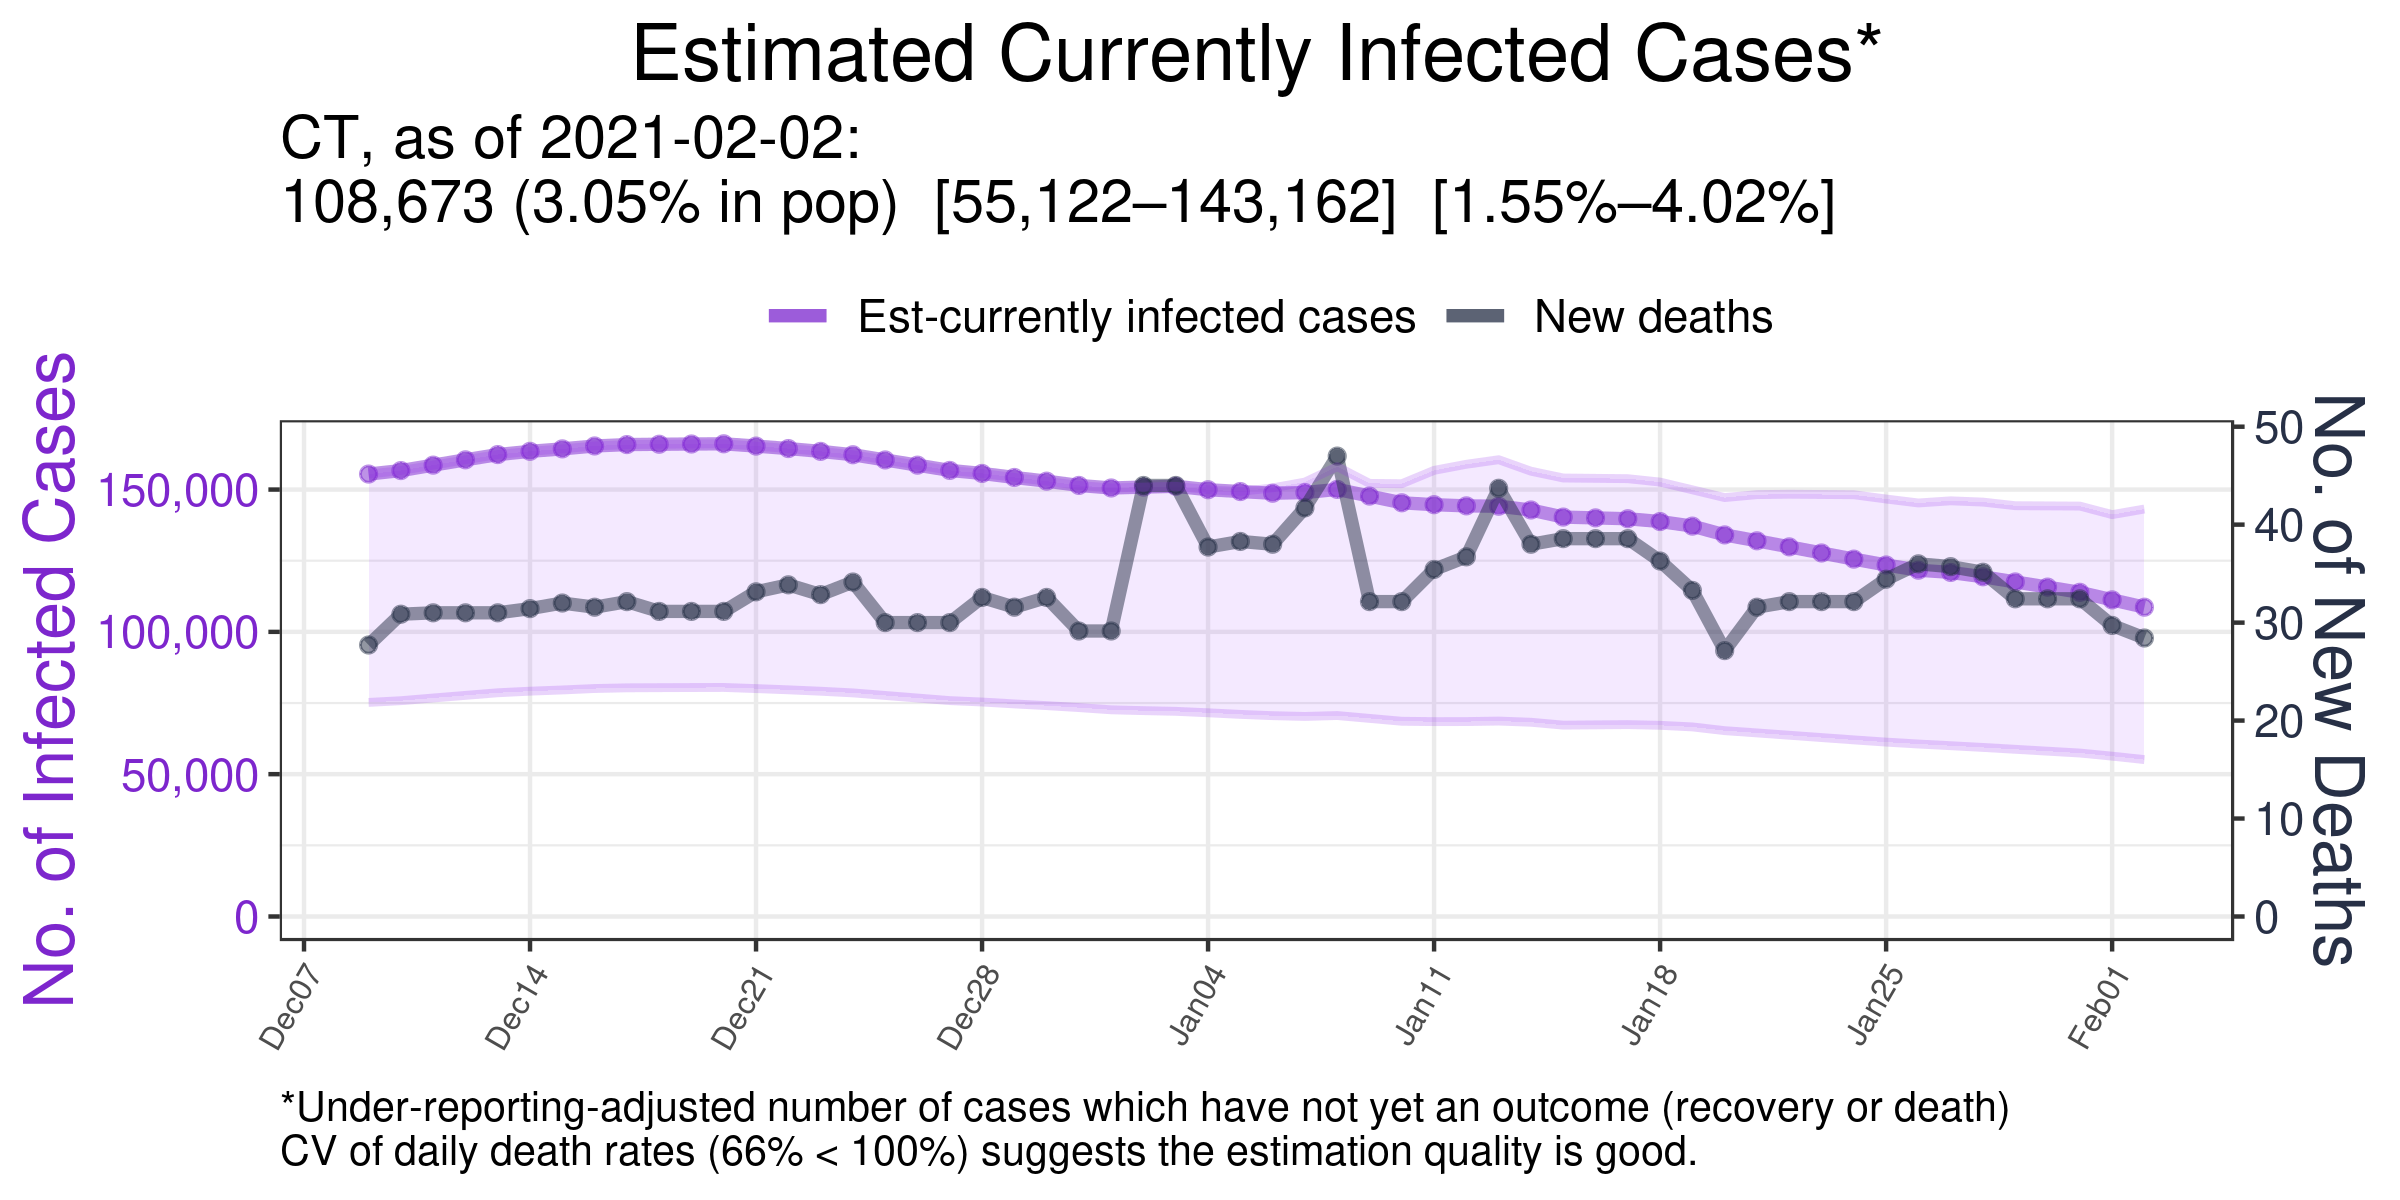 Estimated Currently Infected Cases*
CT, as of 2021-02-02:
108,673 (3.05% in pop)  [55,122–143,162]  [1.55%–4.02%]
Est-currently infected cases
New deaths
No. of Infected Cases
150,000
100,000
50,000
0
No. of New Deaths
50
40
30
20
10
0
Dec07
Dec14
Dec21
Dec28
Jan04
Jan11
Jan18
Jan25
Feb01
*Under-reporting-adjusted number of cases which have not yet an outcome (recovery or death)
CV of daily death rates (66% < 100%) suggests the estimation quality is good.